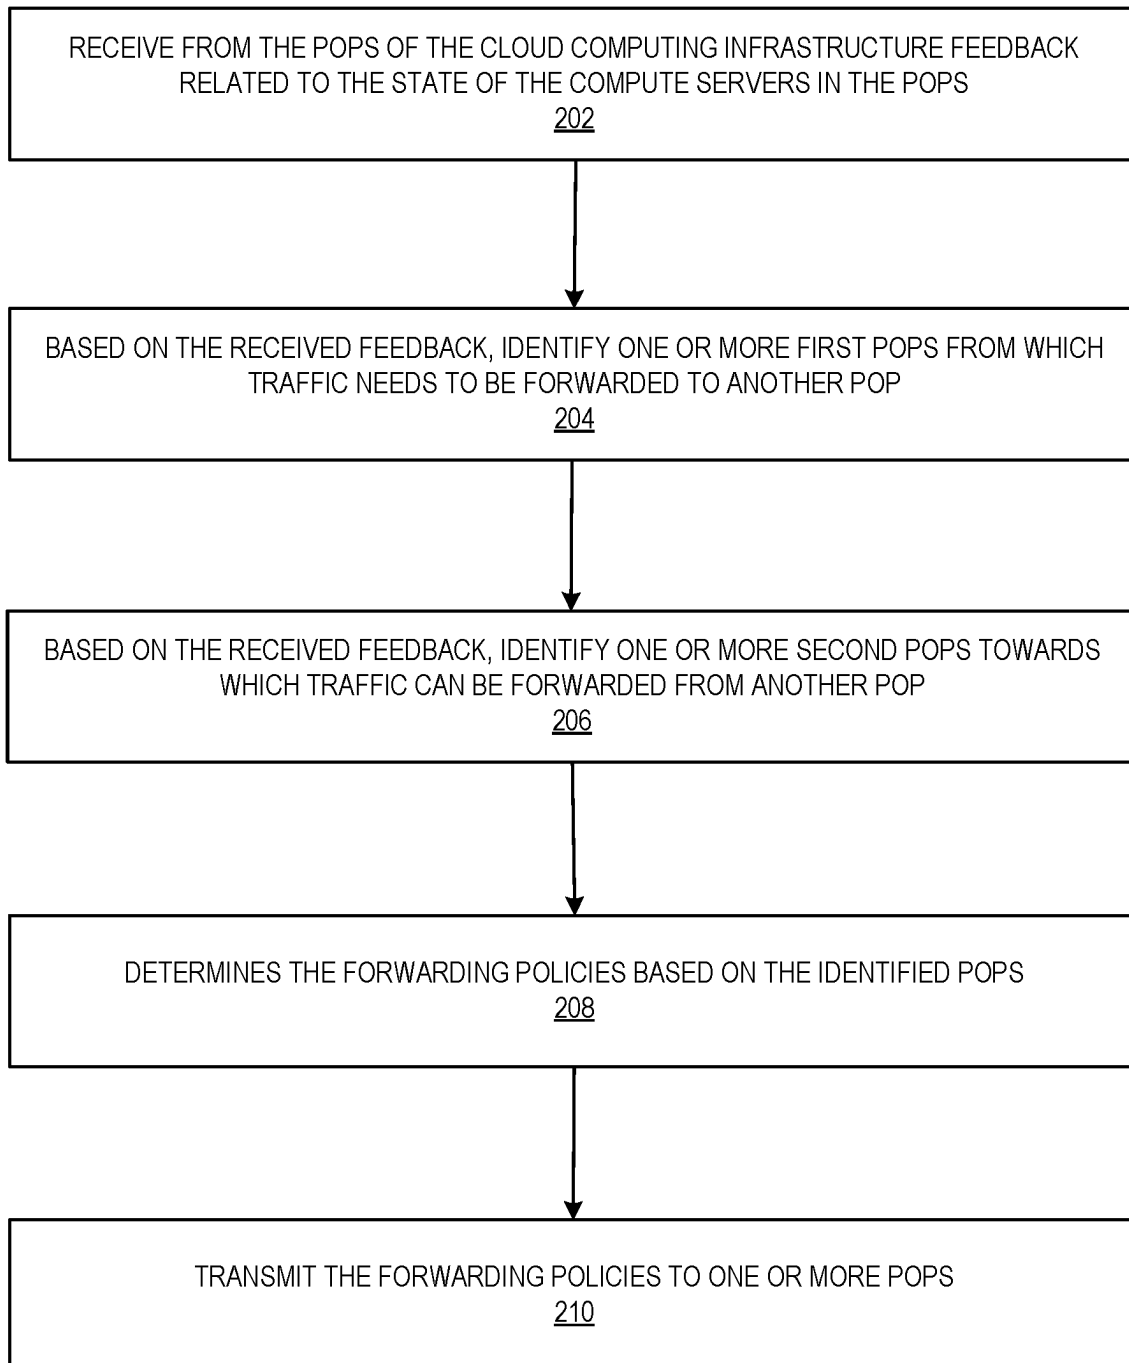 RECEIVE FROM THE POPS OF THE CLOUD COMPUTING INFRASTRUCTURE FEEDBACK
RELATED TO THE STATE OF THE COMPUTE SERVERS IN THE POPS
202
BASED ON THE RECEIVED FEEDBACK, IDENTIFY ONE OR MORE FIRST POPS FROM WHICH
TRAFFIC NEEDS TO BE FORWARDED TO ANOTHER POP
204
BASED ON THE RECEIVED FEEDBACK, IDENTIFY ONE OR MORE SECOND POPS TOWARDS
WHICH TRAFFIC CAN BE FORWARDED FROM ANOTHER POP
206
DETERMINES THE FORWARDING POLICIES BASED ON THE IDENTIFIED POPS
208
TRANSMIT THE FORWARDING POLICIES TO ONE OR MORE POPS
210